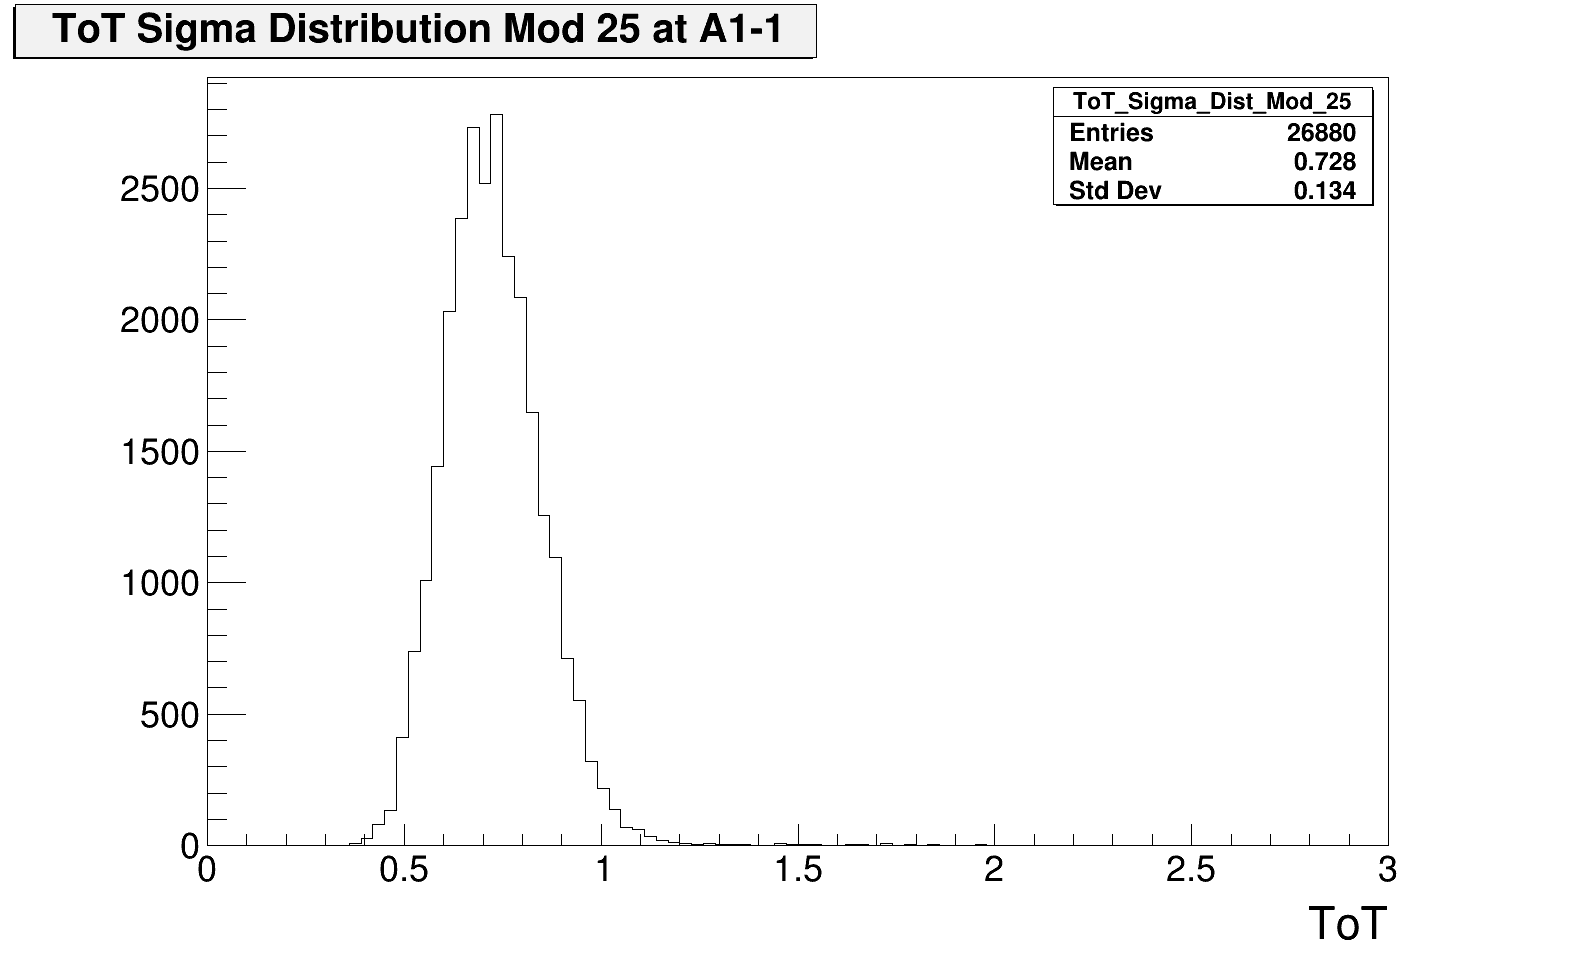 ToT Sigma Distribution Mod 25 at A1-1
ToT_Sigma_Dist_Mod_25
Entries 26880
Mean 0.728
Std Dev 0.134
2500
2000
1500
1000
500
0
0 0.5 1 1.5 2 2.5 3
ToT